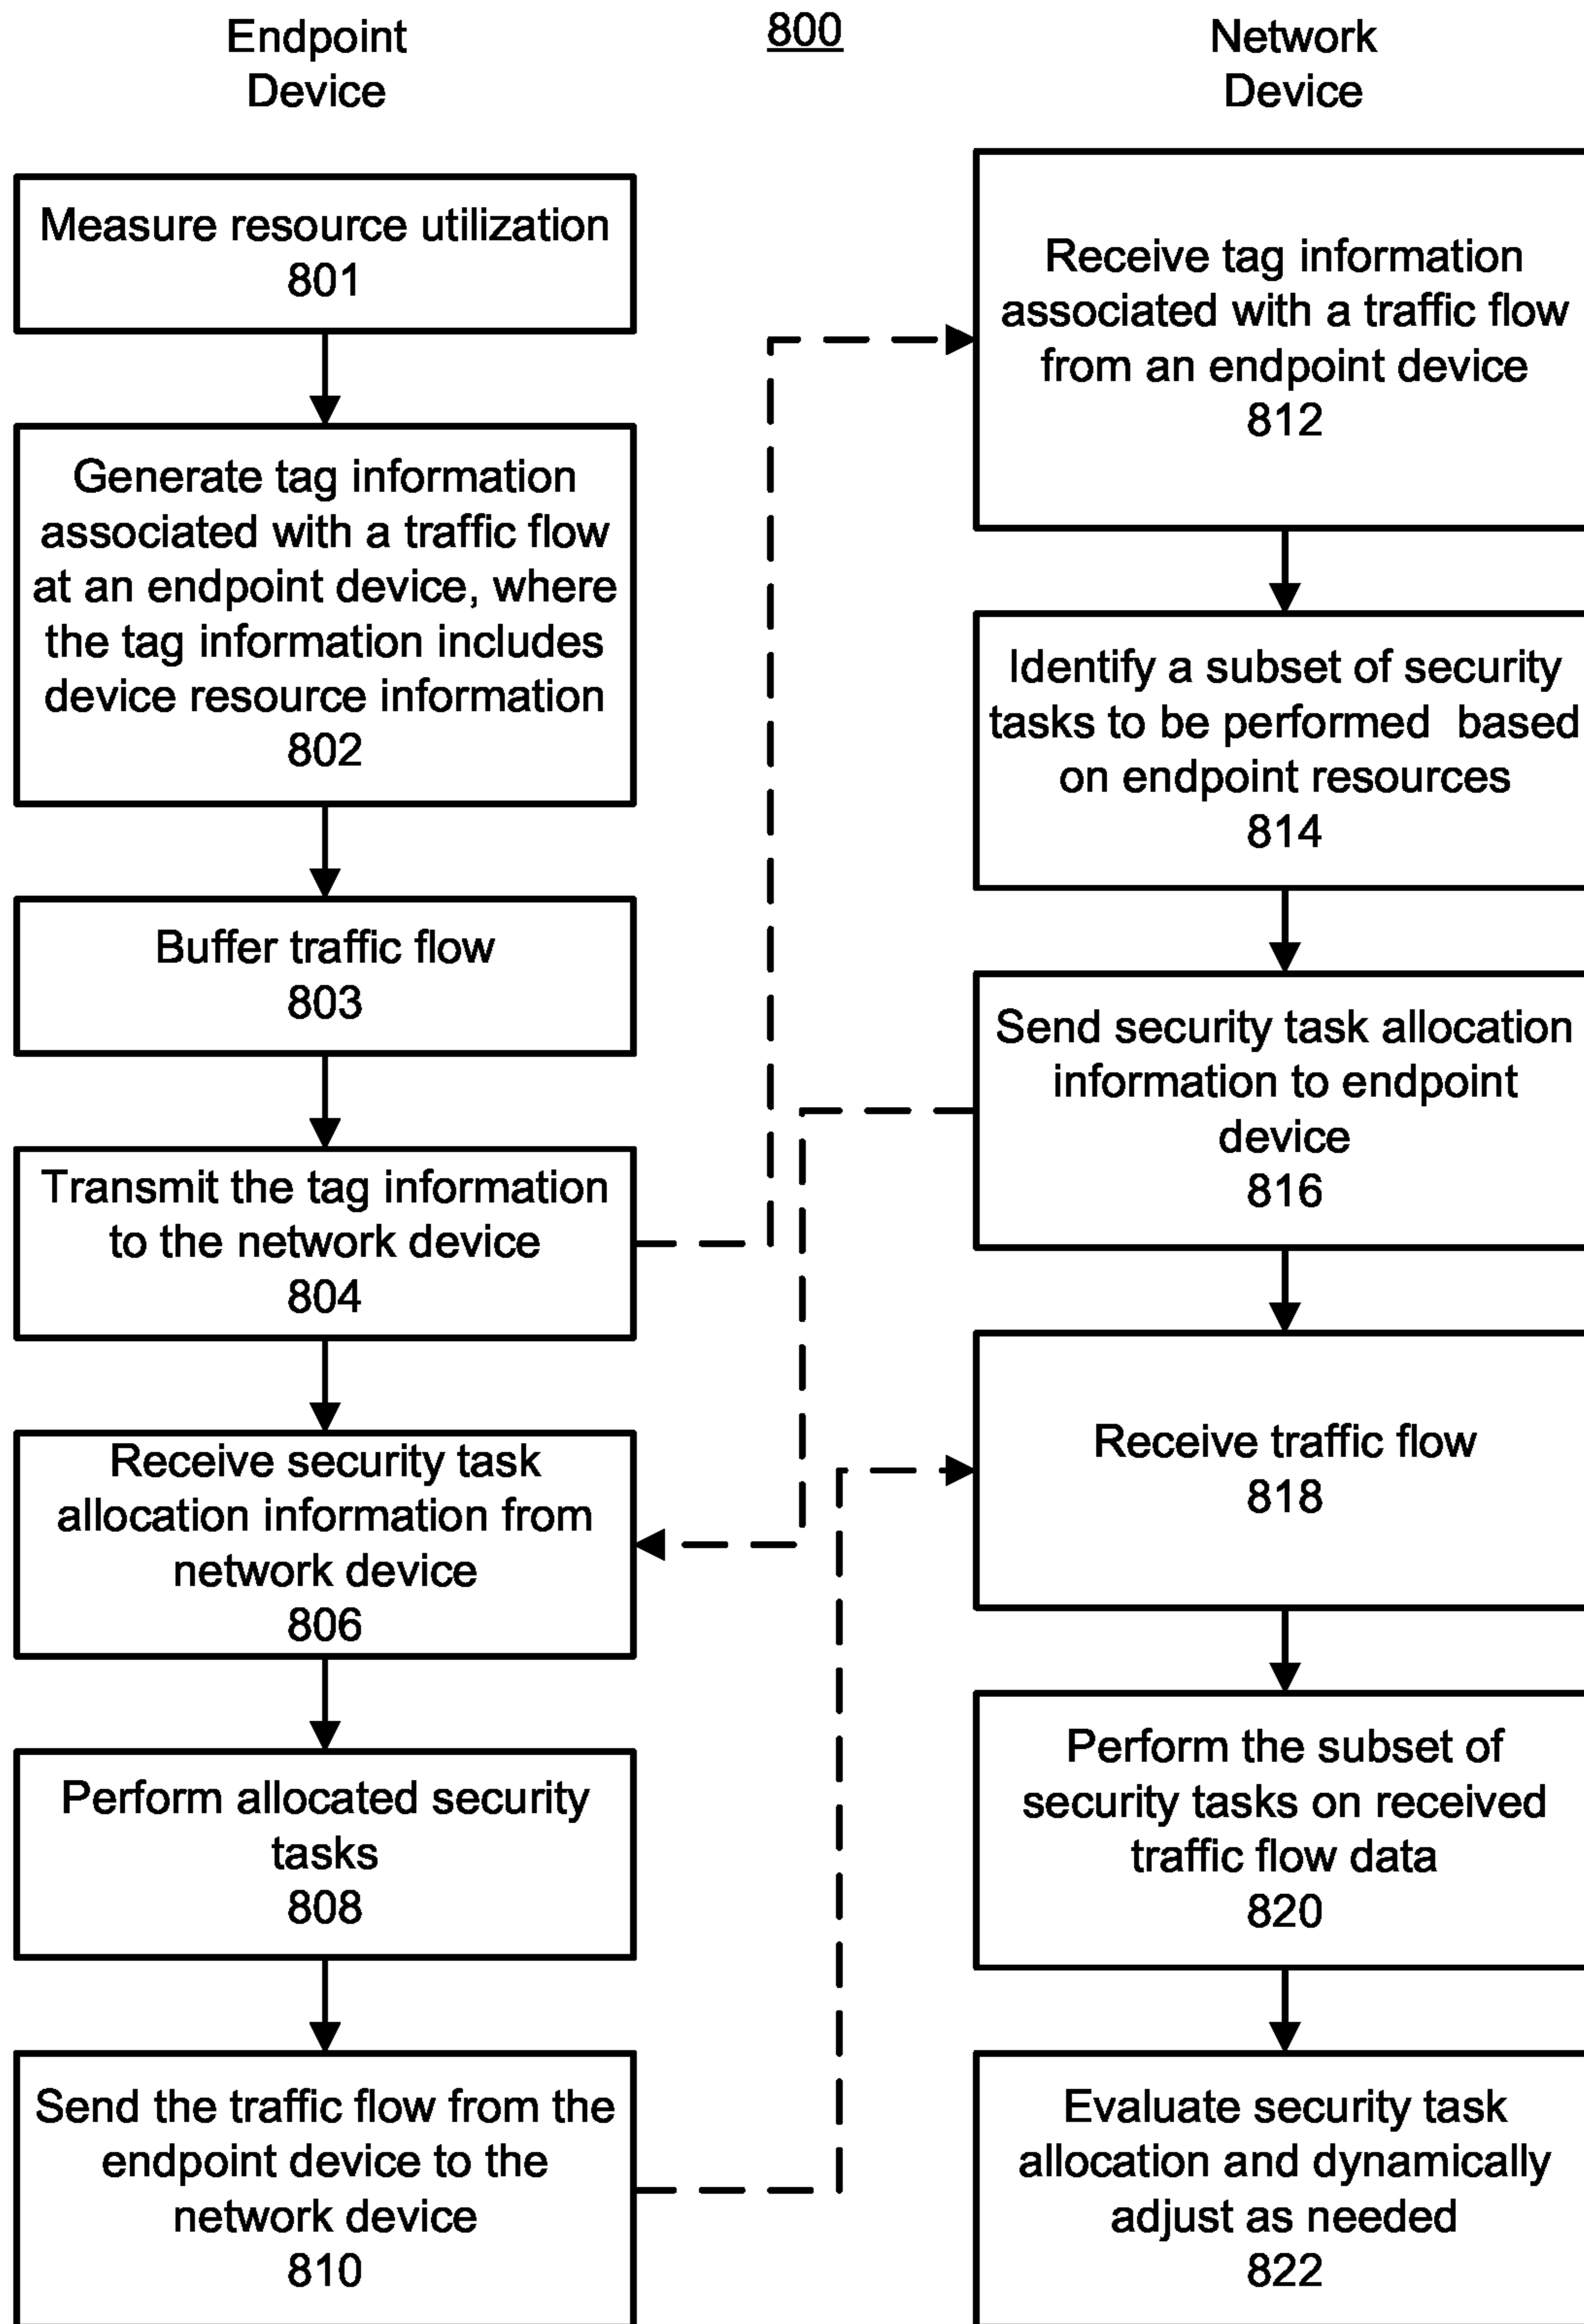 Endpoint
Device
800
Network
Device
Measure resource utilization
801
Generate tag information
associated with a traffic flow
at an endpoint device, where
the tag information includes
device resource information
802
Buffer traffic flow
803
Transmit the tag information
to the network device
804
Receive security task
allocation information from
network device
806
Perform allocated security
tasks
808
Send the traffic flow from the
endpoint device to the
network device
810
Receive tag information
associated with a traffic flow
from an endpoint device
812
Identify a subset of security
tasks to be performed  based
on endpoint resources
814
Send security task allocation
information to endpoint
device
816
Receive traffic flow
818
Perform the subset of
security tasks on received
traffic flow data
820
Evaluate security task
allocation and dynamically
adjust as needed
822